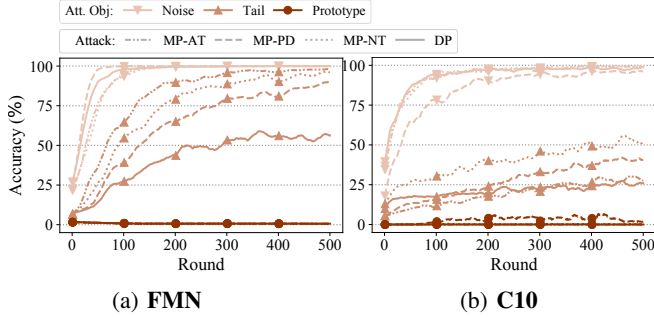 Att. Obj: Noise Tail Prototype
Attack: MP-AT MP-PD MP-NT DP
Accuracy (%)
100
75
50
25
0
0 100 200 300 400 500
Round
(a) FMN
100
75
50
25
0
0 100 200 300 400 500
Round
(b) C10